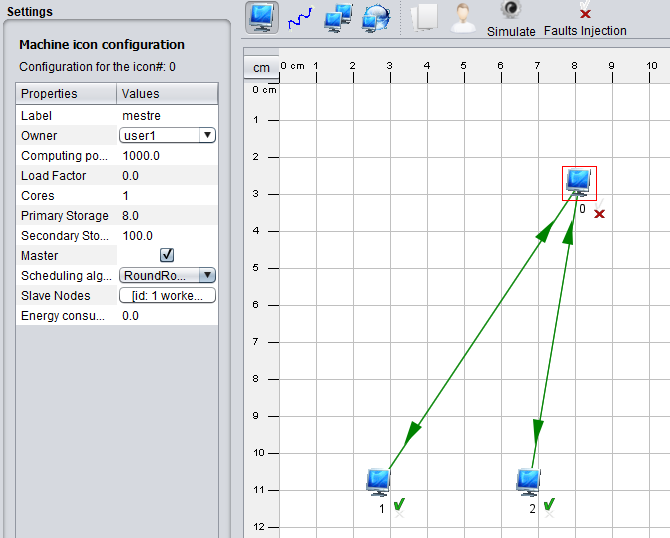 Settings
Machine icon configuration
Configuration for the icon#: 0
Properties Values
Label mestre
Owner user1
Computing po... 1000.0
Load Factor 0.0
Cores 1
Primary Storage 8.0
Secondary Sto... 100.0
Master
Scheduling alg... RoundRo...
Slave Nodes [id: 1 worke...
Energy consu... 0.0
Simulate Faults Injection
cm 0 cm 1 2 3 4 5 6 7 8 9 10
0 cm
1
2
3
4
5
6
7
8
9
10
11
12
0
1
2